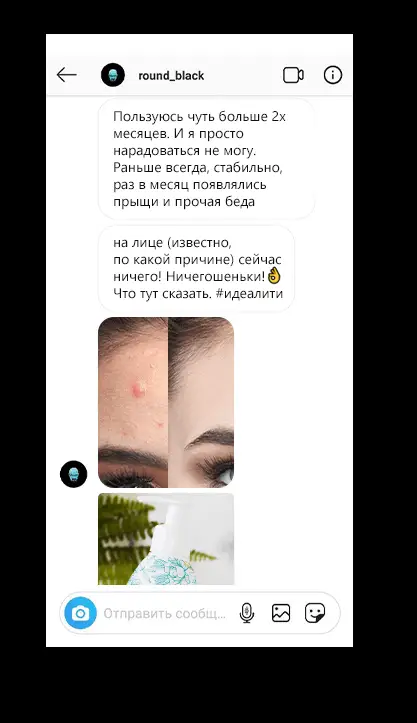 round_black
Пользуюсь чуть больше 2х
месяцев. И я просто
нарадоваться не могу.
Раньше всегда, стабильно,
раз в месяц появлялись
прыщи и прочая беда
на лице (известно,
по какой причине) сейчас
ничего! Ничегошеньки!👌
Что тут сказать. #идеалити
Отправить сообщ...